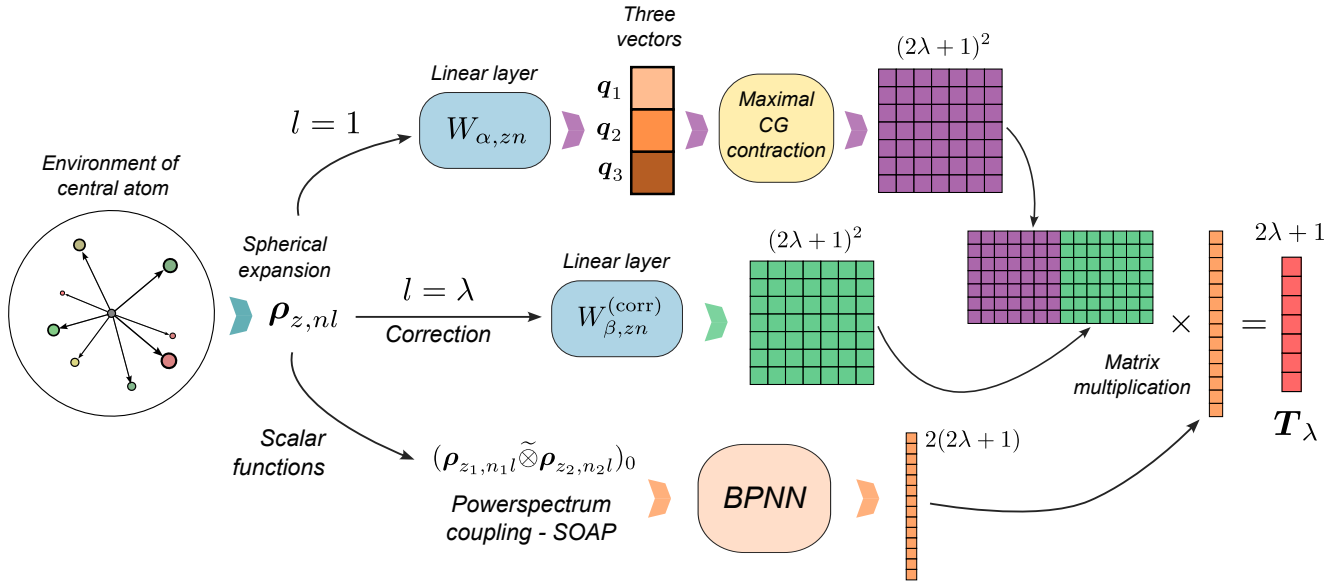 Three
vectors
Linear layer
l = 1
W_{α,zn}
q_1
q_2
q_3
Maximal
CG
contraction
(2λ+1)^2
Environment of
central atom
Spherical
expansion
ρ_{z,nl}
l = λ
Correction
Linear layer
W_{β,zn}^{(corr)}
(2λ+1)^2
×
=
2λ+1
T_λ
Matrix
multiplication
Scalar
functions
(ρ_{z_1,n_1l} \widetilde{⊗} ρ_{z_2,n_2l})_0
Powerspectrum
coupling - SOAP
BPNN
2(2λ+1)